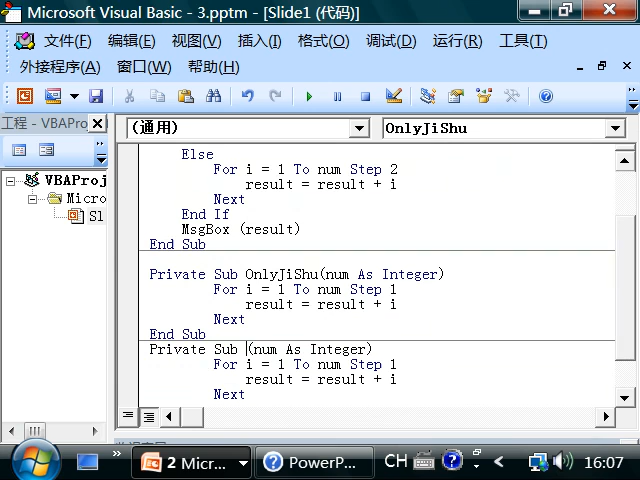 Microsoft Visual Basic - 3.pptm - [Slide1 (代码)]
文件(F) 编辑(E) 视图(V) 插入(I) 格式(O) 调试(D) 运行(R) 工具(T)
外接程序(A) 窗口(W) 帮助(H)
工程 - VBAProj
(通用) OnlyJiShu
VBAProj
Micro
Sl
Else
For i = 1 To num Step 2
result = result + i
Next
End If
MsgBox (result)
End Sub
Private Sub OnlyJiShu(num As Integer)
For i = 1 To num Step 1
result = result + i
Next
End Sub
Private Sub (num As Integer)
For i = 1 To num Step 1
result = result + i
Next
2 Micr... PowerP... CH 16:07